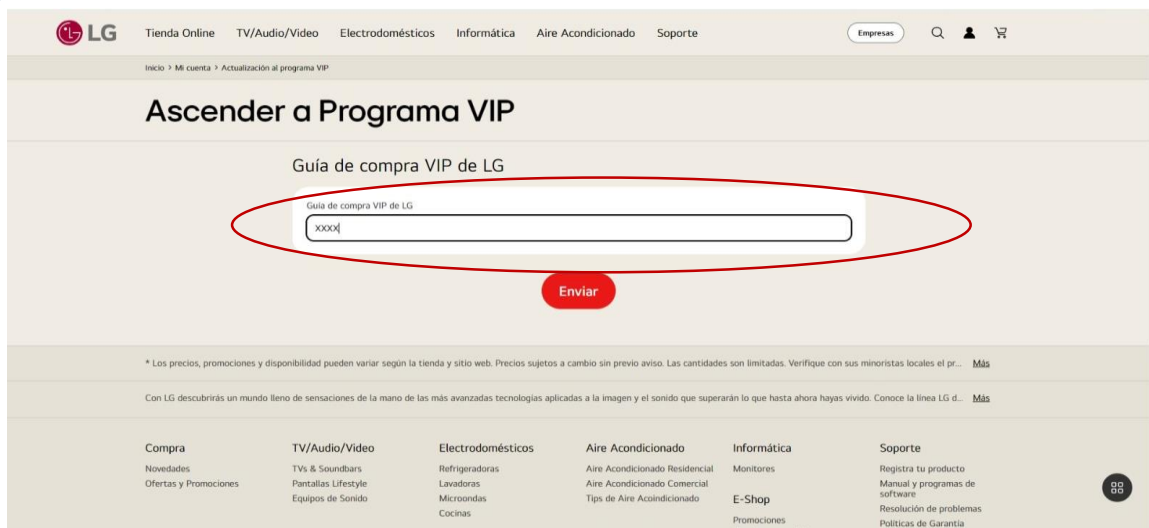 LG Tienda Online TV/Audio/Video Electrodomésticos Informática Aire Acondicionado Soporte Empresas
Inicio > Mi cuenta > Actualización al programa VIP
Ascender a Programa VIP
Guía de compra VIP de LG
Guía de compra VIP de LG
xxxx
Enviar
* Los precios, promociones y disponibilidad pueden variar según la tienda y sitio web. Precios sujetos a cambio sin previo aviso. Las cantidades son limitadas. Verifique con sus minoristas locales el pr... Más
Con LG descubrirás un mundo lleno de sensaciones de la mano de las más avanzadas tecnologías aplicadas a la imagen y el sonido que superarán lo que hasta ahora hayas vivido. Conoce la línea LG d... Más
Compra
Novedades
Ofertas y Promociones
TV/Audio/Video
TVs & Soundbars
Pantallas Lifestyle
Equipos de Sonido
Electrodomésticos
Refrigeradoras
Lavadoras
Microondas
Cocinas
Aire Acondicionado
Aire Acondicionado Residencial
Aire Acondicionado Comercial
Tips de Aire Acoindicionado
Informática
Monitores
E-Shop
Promociones
Soporte
Registra tu producto
Manual y programas de
software
Resolución de problemas
Políticas de Garantía